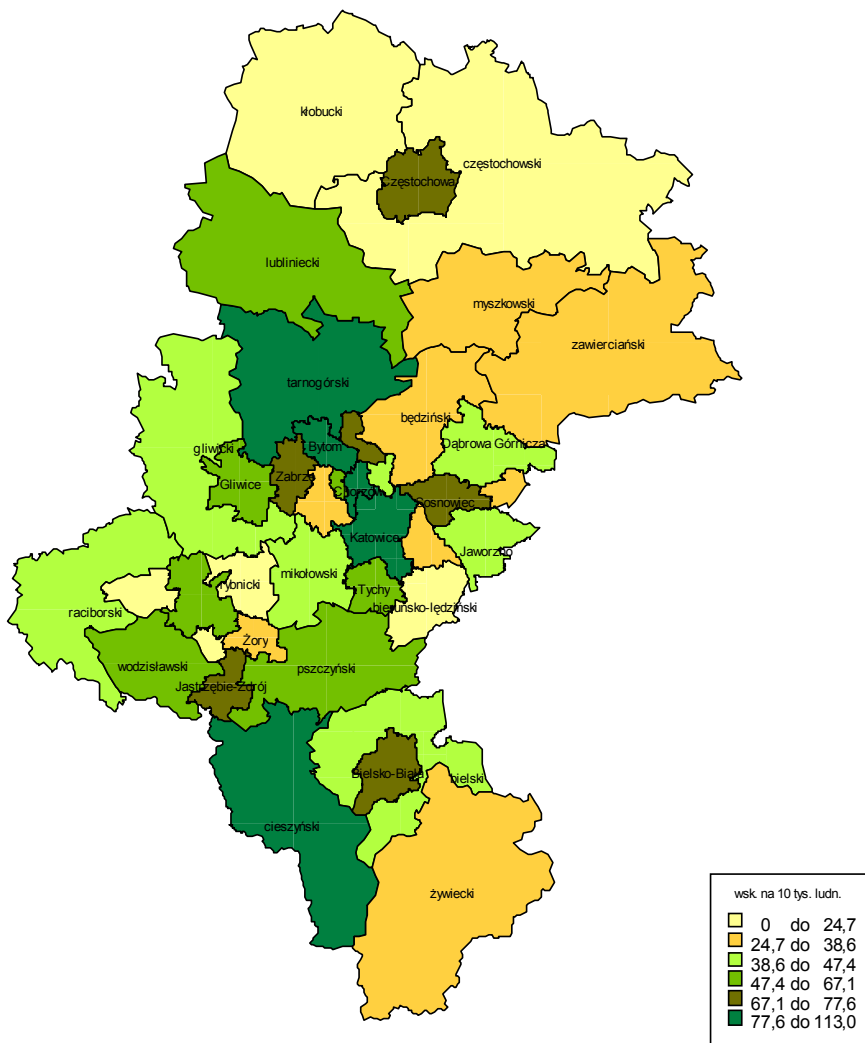 kłobucki
częstochowski
Częstochowa
lubliniecki
myszkowski
zawierciański
tarnogórski
będziński
Dąbrowa Górnicza
gliwicki
Bytom
Zabrze
Gliwice
Chorzów
Sosnowiec
Katowice
Jaworzno
mikołowski
rybnicki
Tychy
bieruńsko-lędziński
raciborski
Żory
wodzisławski
pszczyński
Jastrzębie-Zdrój
Bielsko-Biała
bielski
cieszyński
żywiecki
wsk. na 10 tys. ludn.
0 do 24,7
24,7 do 38,6
38,6 do 47,4
47,4 do 67,1
67,1 do 77,6
77,6 do 113,0